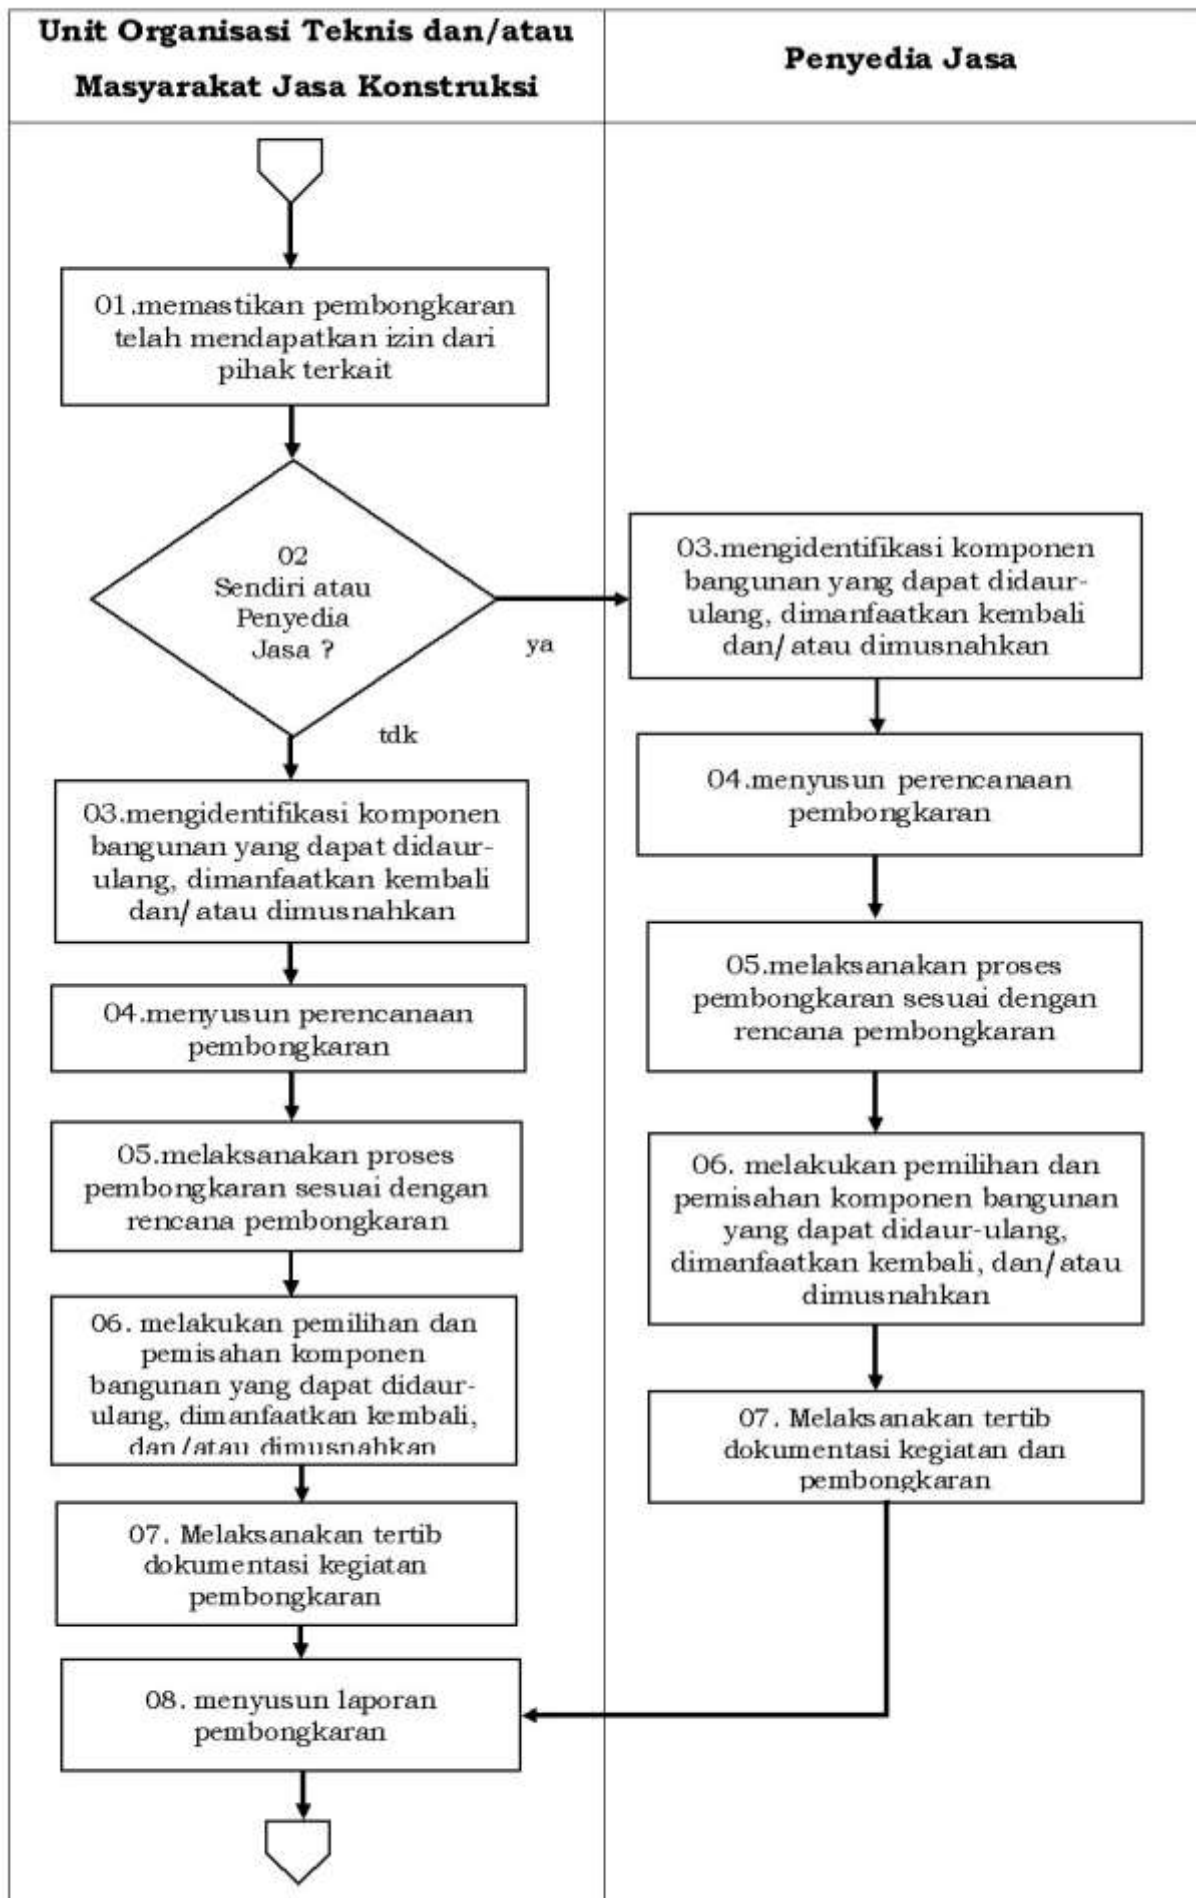 Unit Organisasi Teknis dan/atau
Masyarakat Jasa Konstruksi
Penyedia Jasa
01.memastikan pembongkaran
telah mendapatkan izin dari
pihak terkait
02
Sendiri atau
Penyedia
Jasa ?
ya
tdk
03.mengidentifikasi komponen
bangunan yang dapat didaur-
ulang, dimanfaatkan kembali
dan/atau dimusnahkan
04.menyusun perencanaan
pembongkaran
05.melaksanakan proses
pembongkaran sesuai dengan
rencana pembongkaran
06. melakukan pemilihan dan
pemisahan komponen
bangunan yang dapat didaur-
ulang, dimanfaatkan kembali,
dan/atau dimusnahkan
07. Melaksanakan tertib
dokumentasi kegiatan
pembongkaran
08. menyusun laporan
pembongkaran
03.mengidentifikasi komponen
bangunan yang dapat didaur-
ulang, dimanfaatkan kembali
dan/atau dimusnahkan
04.menyusun perencanaan
pembongkaran
05.melaksanakan proses
pembongkaran sesuai dengan
rencana pembongkaran
06. melakukan pemilihan dan
pemisahan komponen bangunan
yang dapat didaur-ulang,
dimanfaatkan kembali, dan/atau
dimusnahkan
07. Melaksanakan tertib
dokumentasi kegiatan dan
pembongkaran